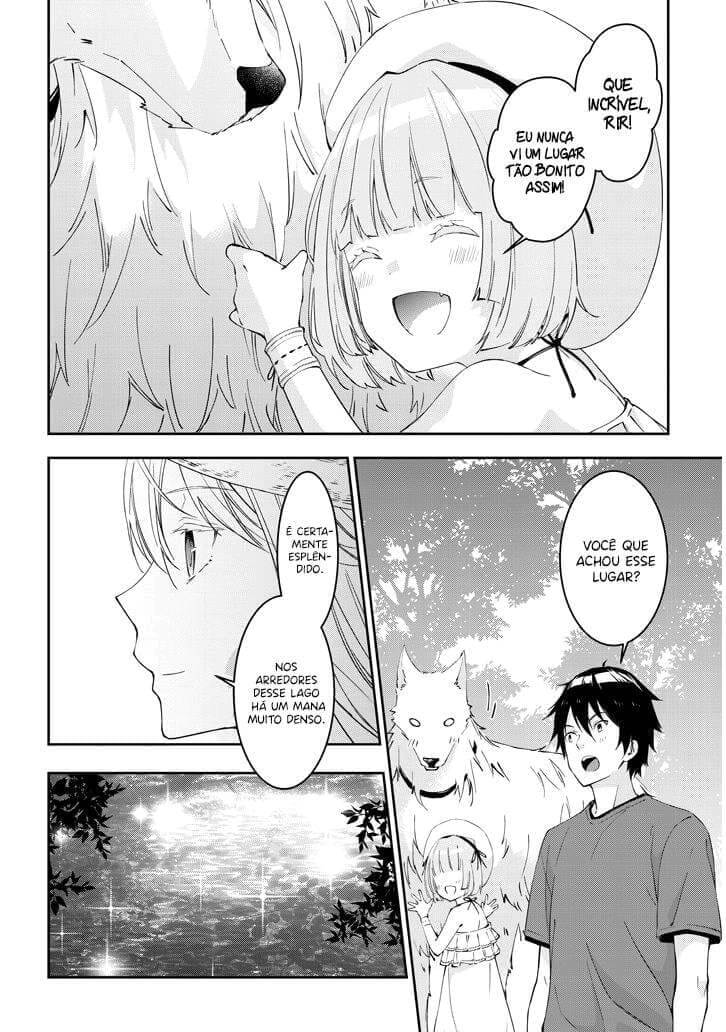 QUE
INCRÍVEL,
RIR!
EU NUNCA
VI UM LUGAR
TÃO BONITO
ASSIM!
VOCÊ QUE
ACHOU ESSE
LUGAR?
É CERTA-
MENTE
ESPLÊN-
DIDO.
NOS
ARREDORES
DESSE LAGO
HÁ UM MANA
MUITO DENSO.